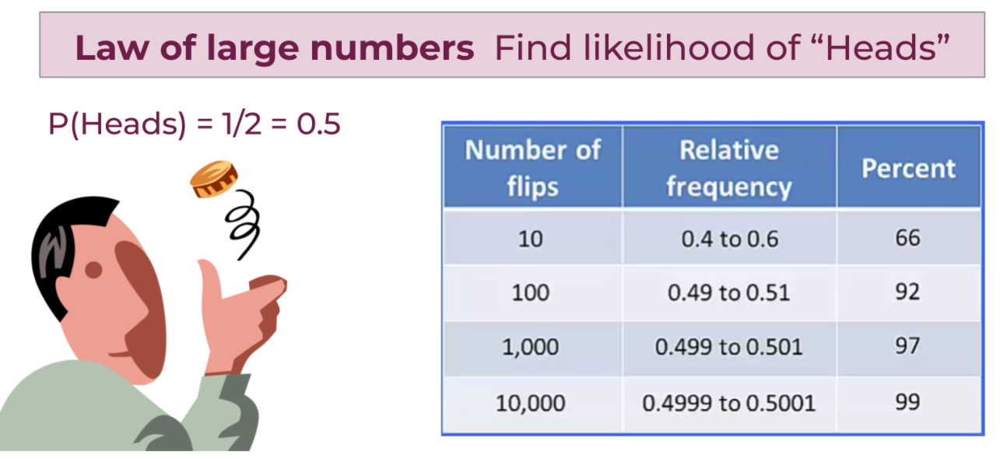 Law of large numbers Find likelihood of “Heads”
P(Heads) = 1/2 = 0.5
Number of flips Relative frequency Percent
10 0.4 to 0.6 66
100 0.49 to 0.51 92
1,000 0.499 to 0.501 97
10,000 0.4999 to 0.5001 99